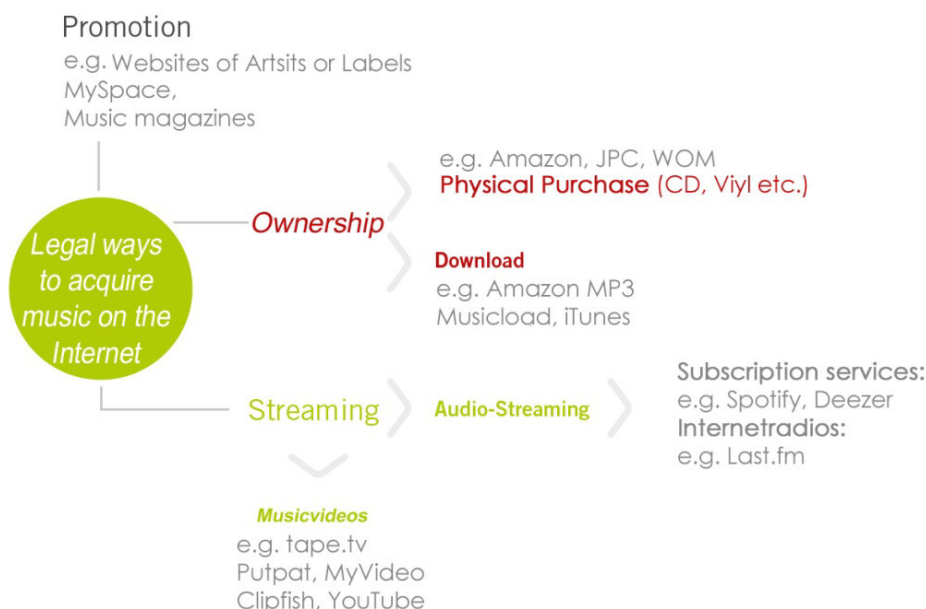 Promotion
e.g. Websites of Artsits or Labels
MySpace,
Music magazines
Legal ways
to acquire
music on the
Internet
Ownership
e.g. Amazon, JPC, WOM
Physical Purchase (CD, Viyl etc.)
Download
e.g. Amazon MP3
Musicload, iTunes
Streaming
Audio-Streaming
Subscription services:
e.g. Spotify, Deezer
Internetradios:
e.g. Last.fm
Musicvideos
e.g. tape.tv
Putpat, MyVideo
Clipfish, YouTube